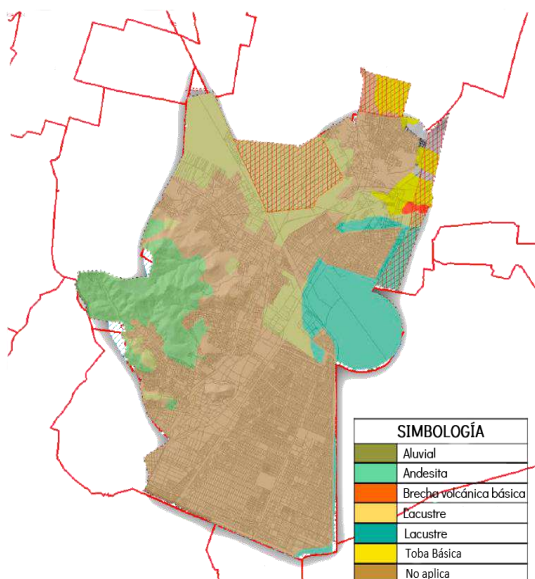 SIMBOLOGÍA
Aluvial
Andesita
Brecha volcánica básica
Lacustre
Lacustre
Toba Básica
No aplica